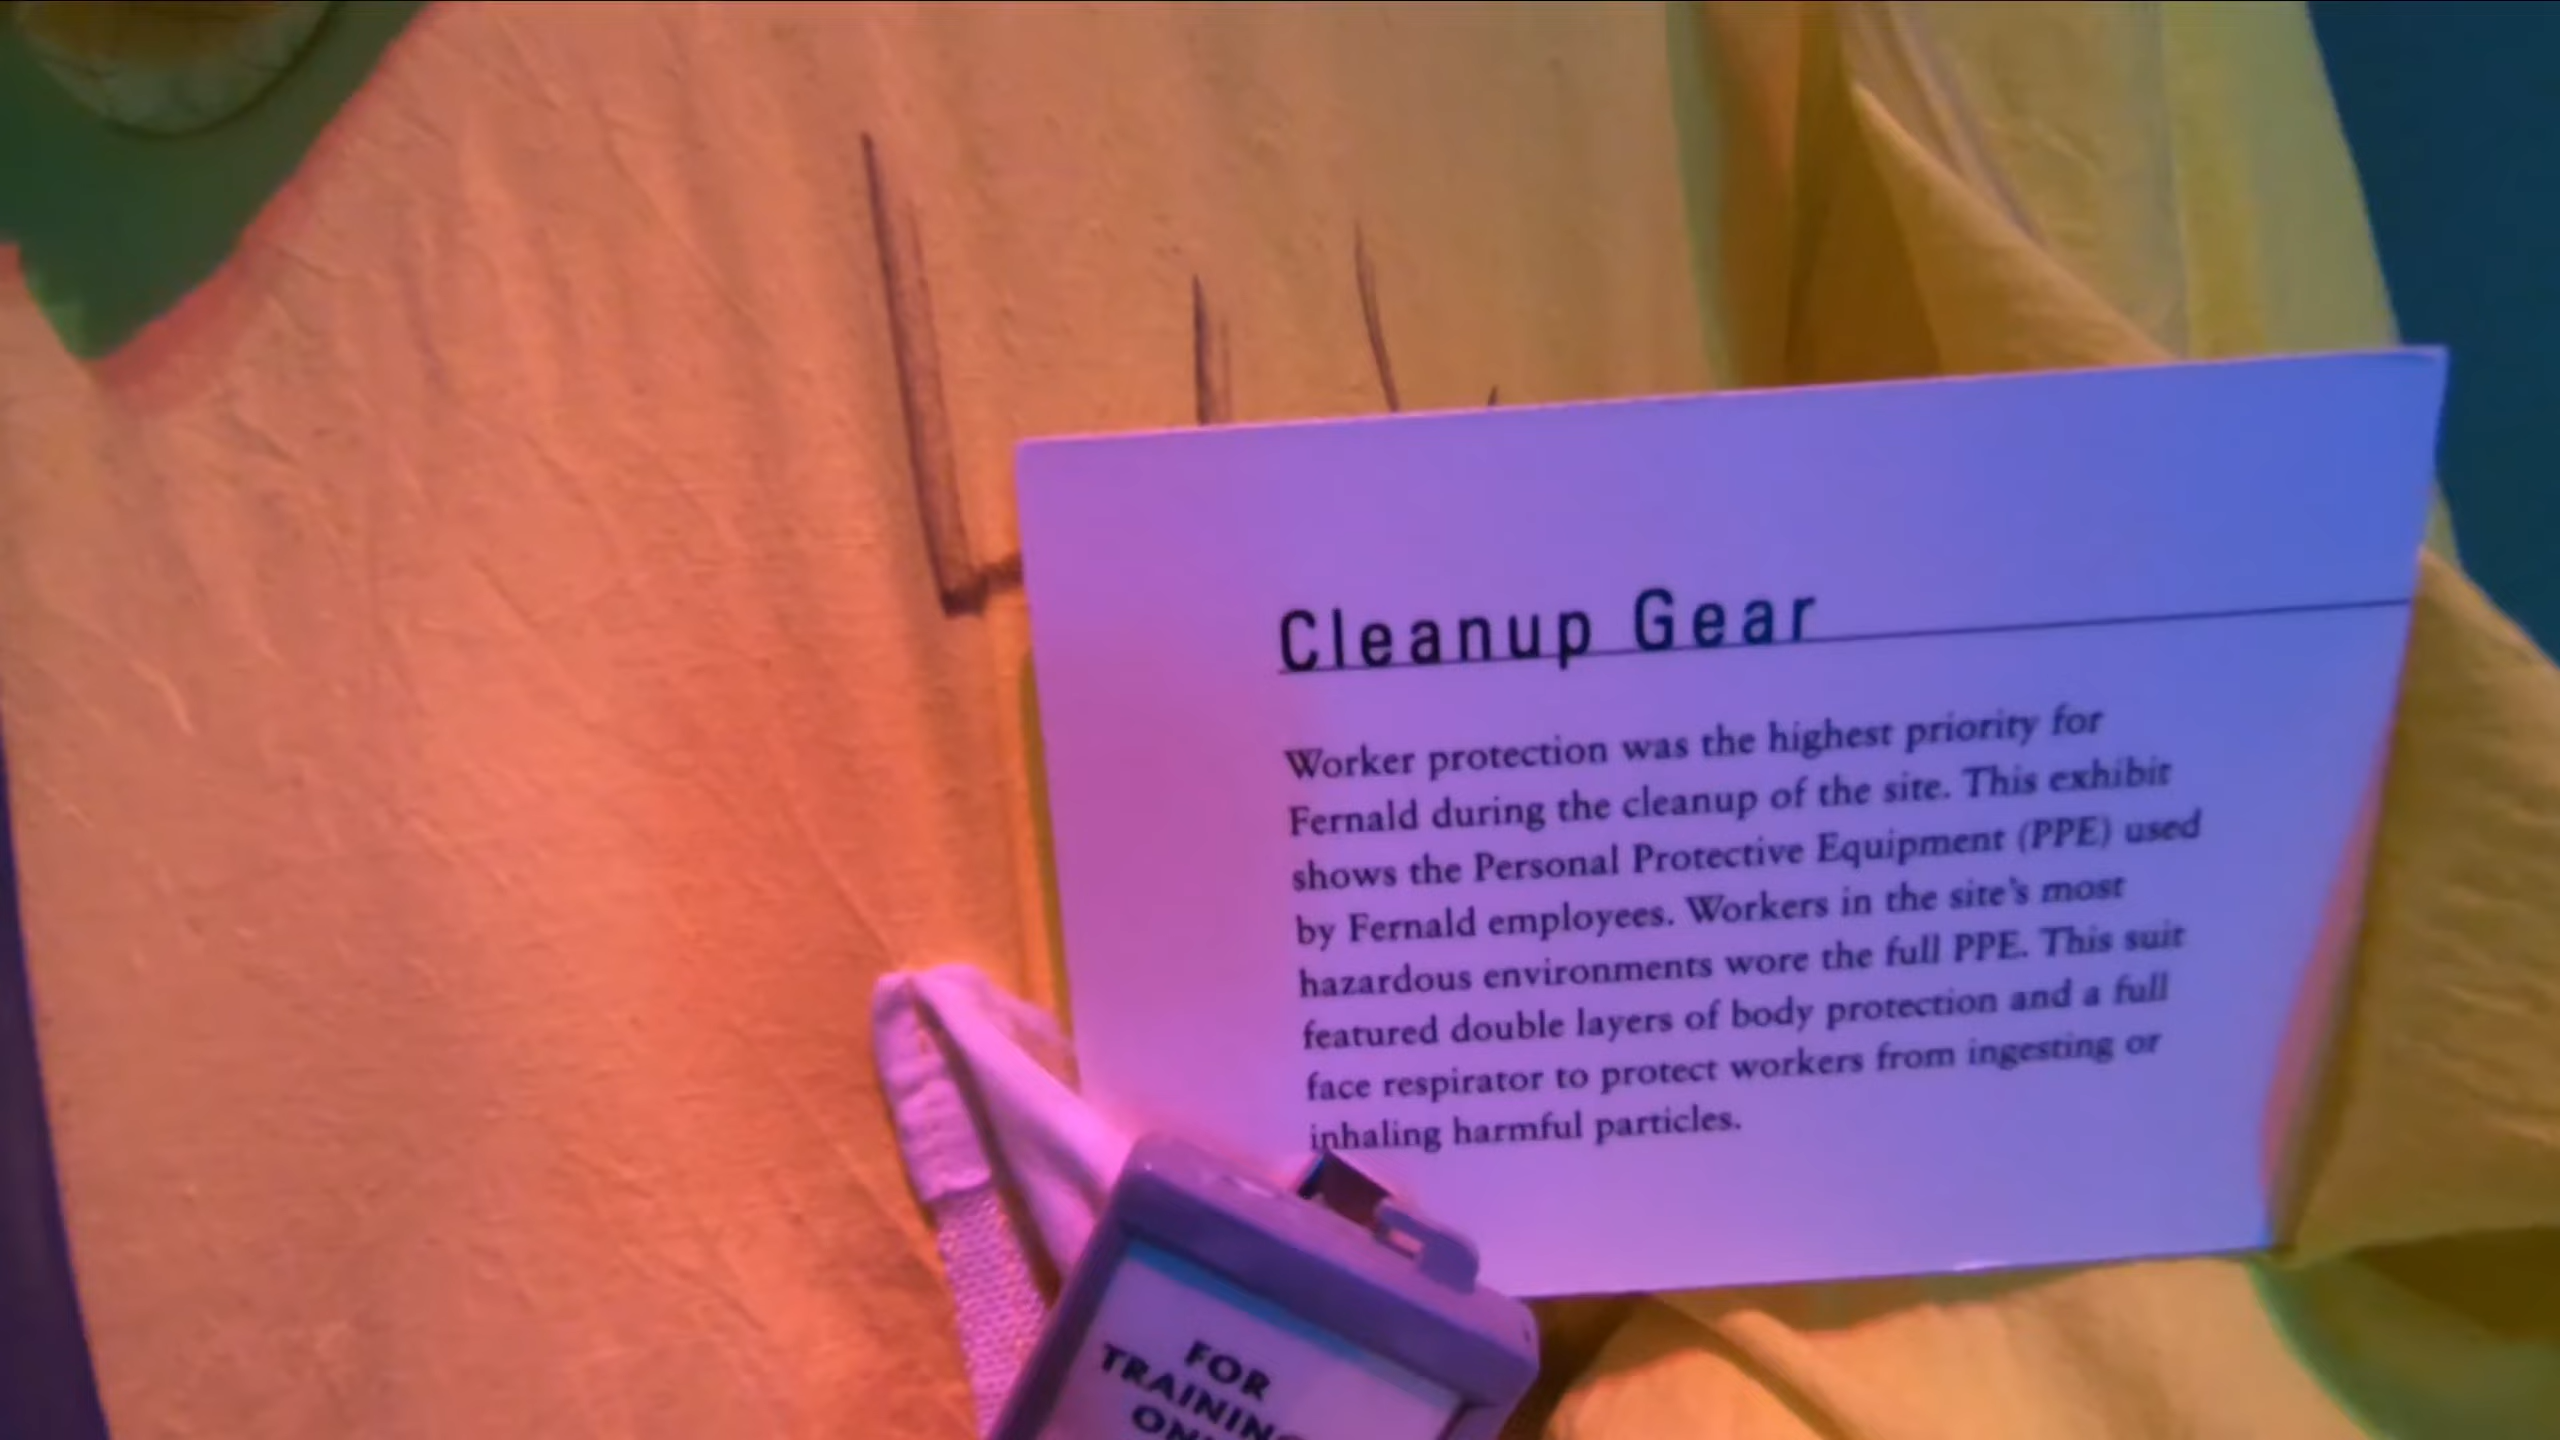 Cleanup Gear
Worker protection was the highest priority for
Fernald during the cleanup of the site. This exhibit
shows the Personal Protective Equipment (PPE) used
by Fernald employees. Workers in the site's most
hazardous environments wore the full PPE. This suit
featured double layers of body protection and a full
face respirator to protect workers from ingesting or
inhaling harmful particles.
FOR